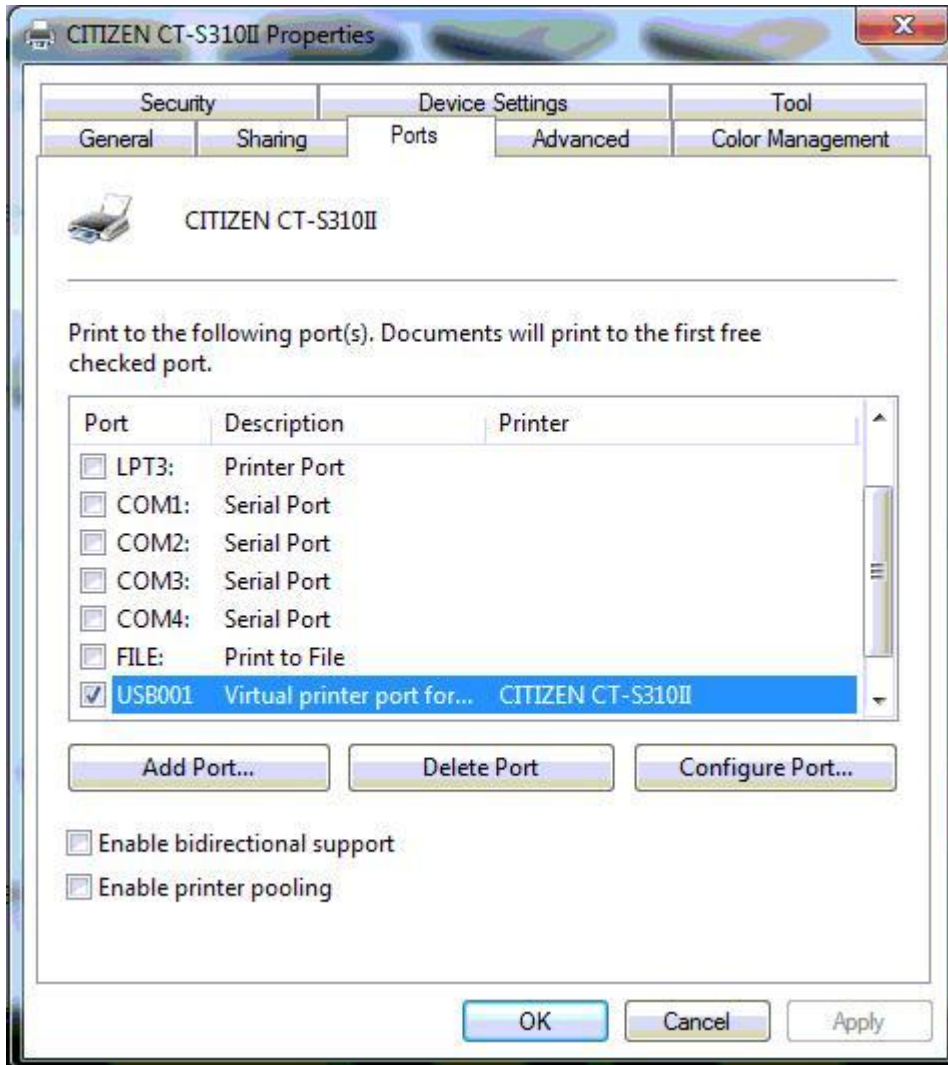 CITIZEN CT-S310II Properties
Security Device Settings Tool
General Sharing Ports Advanced Color Management
CITIZEN CT-S310II
Print to the following port(s). Documents will print to the first free
checked port.
Port Description Printer
LPT3: Printer Port
COM1: Serial Port
COM2: Serial Port
COM3: Serial Port
COM4: Serial Port
FILE: Print to File
USB001 Virtual printer port for... CITIZEN CT-S310II
Add Port... Delete Port Configure Port...
Enable bidirectional support
Enable printer pooling
OK Cancel Apply